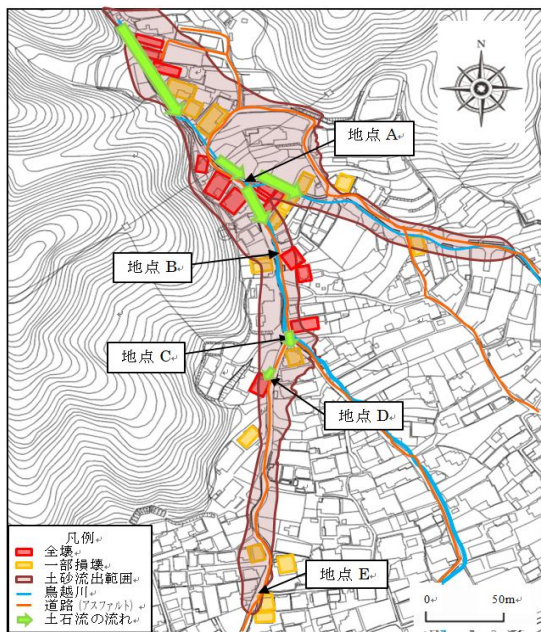 N
地点 A
地点 B
地点 C
地点 D
地点 E
凡例
全壊
一部損壊
土砂流出範囲
鳥越川
道路 (アスファルト)
土石流の流れ
0 50m